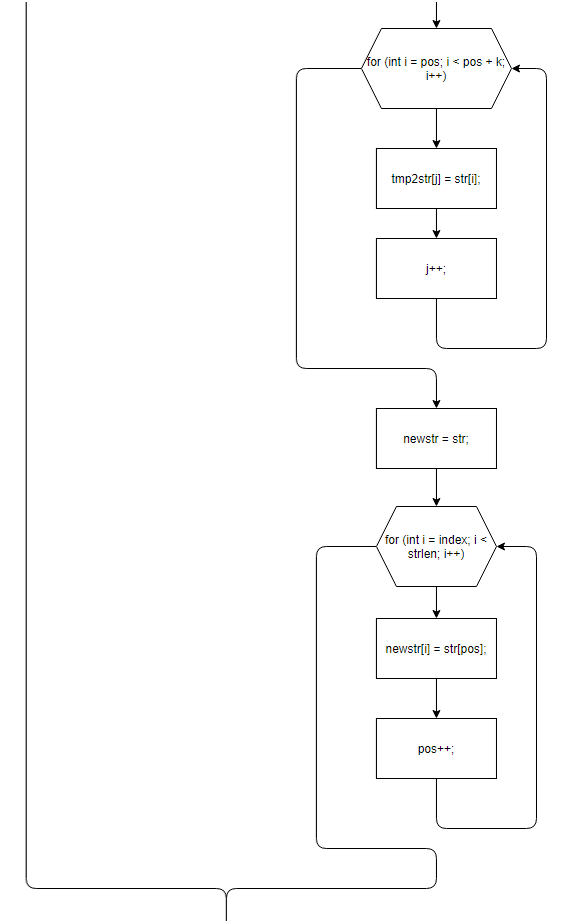 for (int i = pos; i < pos + k;
i++)
tmp2str[j] = str[i];
j++;
newstr = str;
for (int i = index; i <
strlen; i++)
newstr[i] = str[pos];
pos++;